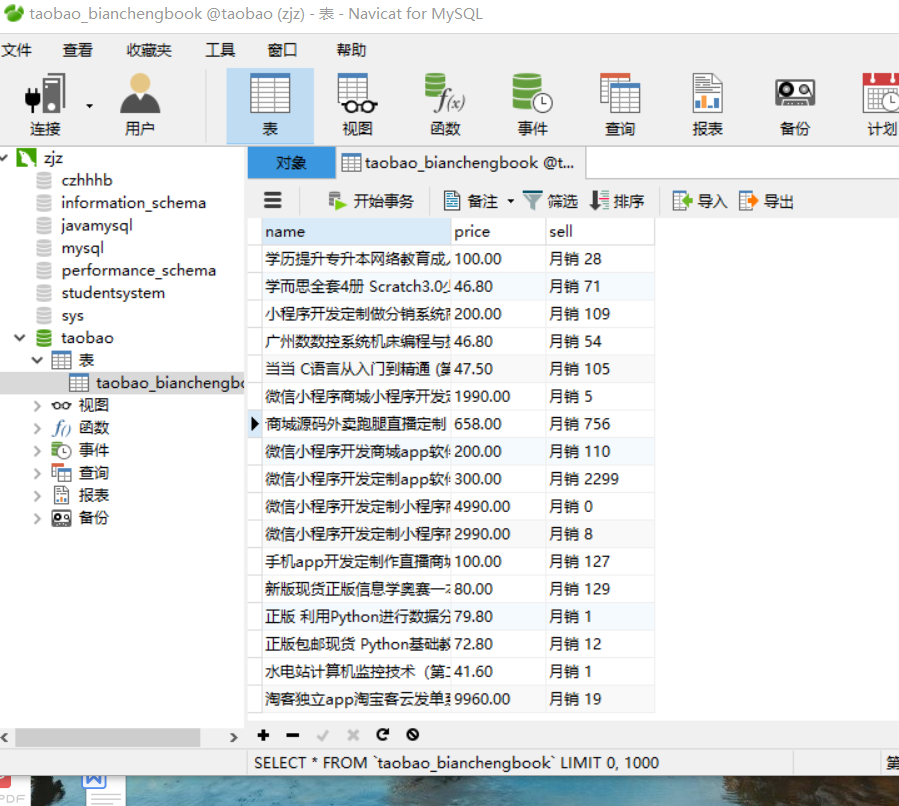 taobao_bianchengbook @taobao (zjz) - 表 - Navicat for MySQL
文件 查看 收藏夹 工具 窗口 帮助
连接 用户 表 视图 函数 事件 查询 报表 备份 计划
zjz
czhhhb
information_schema
javamysql
mysql
performance_schema
studentsystem
sys
taobao
表
taobao_bianchengbo
视图
函数
事件
查询
报表
备份
对象 taobao_bianchengbook @t...
开始事务 备注 筛选 排序 导入 导出
name price sell
学历提升专升本网络教育成人 100.00 月销 28
学而思全套4册 Scratch3.0少 46.80 月销 71
小程序开发定制做分销系统商 200.00 月销 109
广州数数控系统机床编程与操 46.80 月销 54
当当 C语言从入门到精通 (第 47.50 月销 105
微信小程序商城小程序开发定 1990.00 月销 5
商城源码外卖跑腿直播定制 658.00 月销 756
微信小程序开发商城app软件 200.00 月销 110
微信小程序开发定制app软件 300.00 月销 2299
微信小程序开发定制小程序商 4990.00 月销 0
微信小程序开发定制小程序商 2990.00 月销 8
手机app开发定制作直播商城 100.00 月销 127
新版现货正版信息学奥赛一本 80.00 月销 129
正版 利用Python进行数据分 79.80 月销 1
正版包邮现货 Python基础教 72.80 月销 12
水电站计算机监控技术（第二 41.60 月销 1
淘客独立app淘宝客云发单系 9960.00 月销 19
SELECT * FROM `taobao_bianchengbook` LIMIT 0, 1000
第
PDF
W